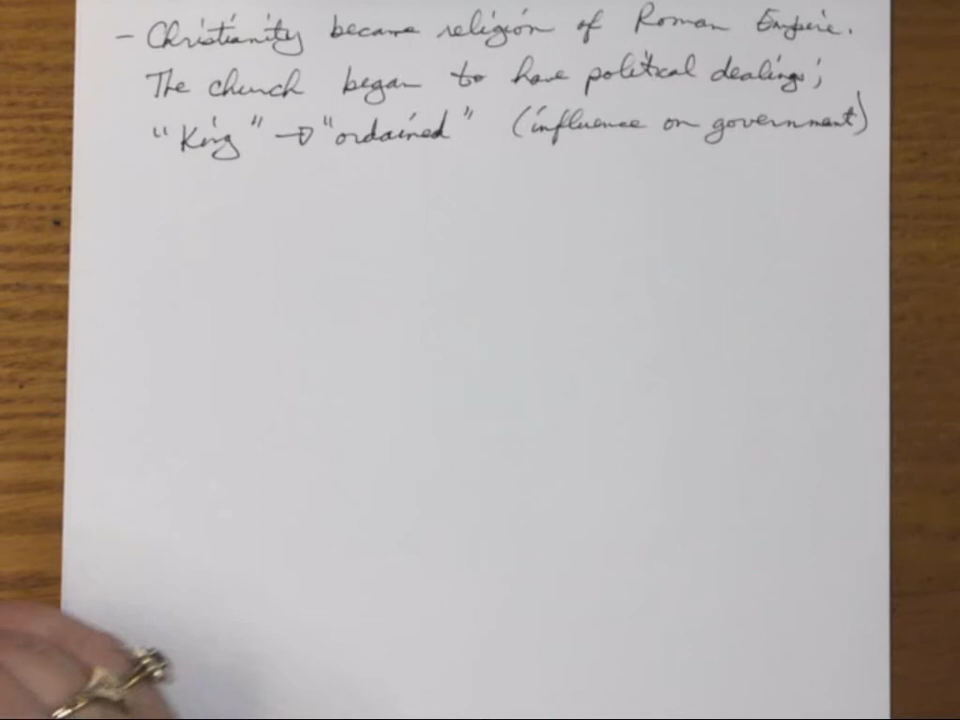 - Christianity became religion of Roman Empire.
The church began to have political dealings;
"King" → "ordained" (influence on government)